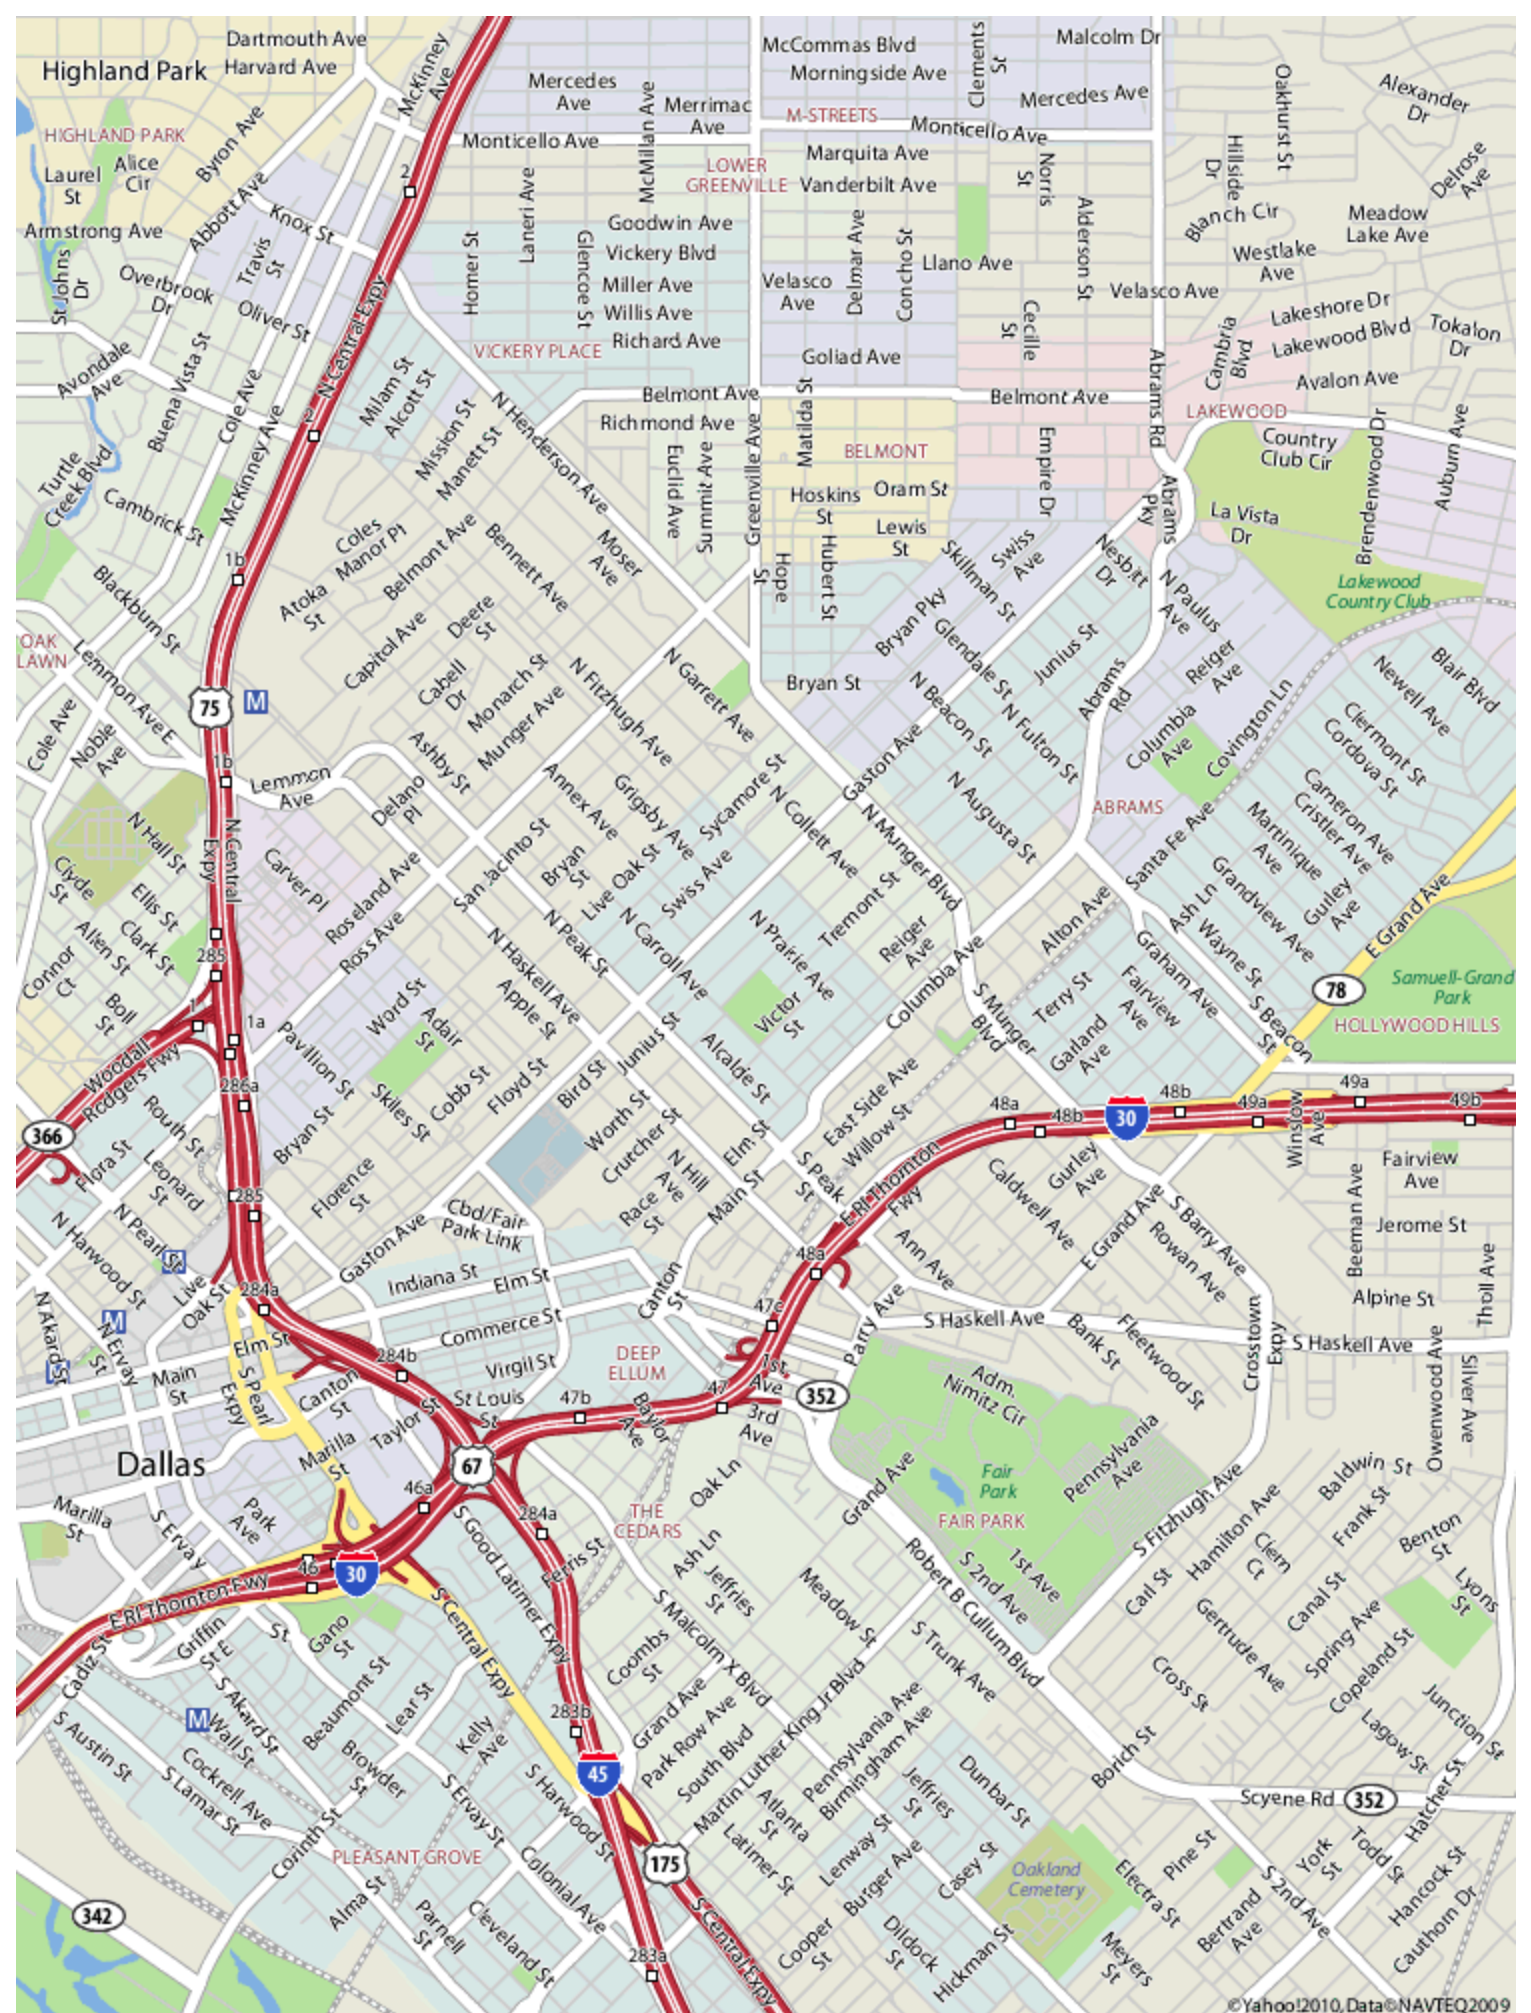 Dartmouth Ave
Harvard Ave
Highland Park
Mckinney
Ave
McCommas Blvd
Morningside Ave
Clements
St
Malcolm Dr
Mercedes
Ave
McMillan Ave
Merrimac
Ave
M-STREETS
Mercedes Ave
Oakhurst St
Alexander
Dr
HIGHLAND PARK
Byron Ave
Alice
Cir
Laurel
St
Monticello Ave
Monticello Ave
LOWER
GREENVILLE
Marquita Ave
Vanderbilt Ave
Norris
St
Hillside
Dr
Delrose
Ave
2
Armstrong Ave
Abbott Ave
Knox St
Laneri Ave
Goodwin Ave
Vickery Blvd
Miller Ave
Willis Ave
Richard Ave
Homer St
Glencoe St
Delmar Ave
Concho St
Alderson St
Blanch Cir
Meadow
Lake Ave
Westlake
Ave
Llano Ave
Velasco
Ave
Velasco Ave
St Johns
Dr
Overbrook
Dr
Travis
St
Oliver St
N Central Expy
Cecille
St
Lakeshore Dr
Lakewood Blvd
Tokalon
Dr
Cambria
Blvd
Avalon Ave
VICKERY PLACE
Goliad Ave
Abrams Rd
Avondale
Ave
Buena Vista St
Cole Ave
McKinney Ave
Milam St
Alcott St
2
Belmont Ave
Belmont Ave
Richmond Ave
Matilda St
LAKEWOOD
BELMONT
N Henderson Ave
Mission St
Manett St
Euclid Ave
Summit Ave
Greenville Ave
Empire Dr
Country
Club Cir
Brendenwood Dr
Auburn Ave
Turtle
Creek Blvd
Cambrick St
Hoskins
St
Oram St
Lewis
St
Abrams
Pky
Abrams
La Vista
Dr
Coles
Manor Pl
Belmont Ave
Bennett Ave
Moser
Ave
St
Hope
Hubert St
Skillman St
Swiss
Ave
Nesbitt
Dr
N Paulus
Ave
Lakewood
Country Club
1b
Blackburn St
Atoka
St
Capitol Ave
Deere
St
Bryan Pky
Glendale St
Junius St
OAK
LAWN
Lemmon Ave E
Cabell
Dr
Monarch St
Munger Ave
N Fitzhugh Ave
N Garrett Ave
Bryan St
N Beacon St
N Fulton St
Abrams
Rd
Reiger
Ave
Newell Ave
Blair Blvd
75
M
Cole Ave
Noble
Ave
Ashby St
Columbia
Ave
Covington Ln
Clermont St
Cordova St
1b
Lemmon
Ave
Delano
Pl
Annex Ave
Grigsby Ave
Sycamore St
N Collett Ave
Gaston Ave
N Augusta St
ABRAMS
Cameron Ave
Cristler Ave
Martinique
Ave
N Hall St
N Central
Expy
Carver Pl
Roseland Ave
San Jacinto St
Bryan
St
Live Oak St
Swiss Ave
N Munger Blvd
Santa Fe Ave
Ash Ln
Grandview Ave
Gulley
Ave
Clyde
St
Ellis St
Clark St
Allen St
Ross Ave
N Peak St
N Carroll Ave
N Prairie Ave
Tremont St
Reiger
Ave
Alton Ave
Wayne St
E Grand Ave
Connor
Ct
285
N Haskell Ave
Columbia Ave
Graham Ave
78
Samuell-Grand
Park
HOLLYWOOD HILLS
Boll
St
1
1a
Word St
Adair
St
Apple St
Victor
St
S Munger
Blvd
Terry St
Fairview
Ave
Garland
Ave
S Beacon
St
Woodall
Rodgers Fwy
Pavillion St
Junius St
Alcalde St
286a
Skiles St
Cobb St
Floyd St
Bird St
East Side Ave
Willow St
48a
48b
30
48b
49a
49a
49b
366
Routh St
Bryan St
Worth St
Crutcher St
Elm St
Winslow
Ave
Flora St
Leonard
St
Florence
St
N Hill
Ave
Main St
S Peak
St
E Rl Thornton
Fwy
Caldwell Ave
Gurley
Ave
Fairview
Ave
285
N Pearl St
N Harwood St
M
Gaston Ave
Cbd/Fair
Park Link
Race
St
48a
Ann Ave
E Grand Ave
S Barry Ave
Rowan Ave
Beeman Ave
Jerome St
Live
Oak St
284a
Indiana St
Elm St
Canton
St
47c
Parry Ave
S Haskell Ave
Bank St
Fleetwood St
Crosstown
Expy
Alpine St
Tholl Ave
S Haskell Ave
N Akard St
M
N Ervay
St
Elm St
Main
St
Commerce St
284b
Virgil St
DEEP
ELLUM
1st
Ave
352
Adm.
Nimitz Cir
Owenwood Ave
Silver Ave
S Pearl
Expy
Canton
St
Taylor St
St Louis
St
47b
Baylor
Ave
47
3rd
Ave
Dallas
Marilla
St
67
Oak Ln
Grand Ave
Fair
Park
FAIR PARK
Pennsylvania
Ave
S Fitzhugh Ave
Baldwin St
Frank St
Marilla
St
S Ervay
Park
Ave
46a
284a
THE
CEDARS
Hamilton Ave
Clem
Ct
Benton
St
46
30
E Rl Thornton Fwy
S Good Latimer Expy
Ferris St
Ash Ln
Jeffries
St
Meadow St
Robert B Cullum Blvd
S 2nd Ave
1st Ave
Carl St
Canal St
Lyons
St
Cadiz St
Griffin
St E
Gano
St
St
S Central Expy
S Malcolm X Blvd
Coombs
St
S Trunk Ave
Gertrude Ave
Spring Ave
Copeland St
S Akard St
Beaumont St
Lear St
Cross St
S Austin St
M
Wall St
Kelly
Ave
283b
Grand Ave
Park Row Ave
South Blvd
Martin Luther King Jr Blvd
Pennsylvania Ave
Birmingham Ave
Lagow St
Junction St
Cockrell Ave
S Lamar St
Browder
St
S Ervay St
S Harwood St
45
Atlanta
St
Jeffries
St
Dunbar St
Borich St
Scyene Rd
352
Hatcher St
Corinth St
PLEASANT GROVE
175
Latimer St
Lenway St
Burger Ave
Casey St
Oakland
Cemetery
Electra St
Pine St
York
St
Todd St
Hancock St
342
Alma St
Parnell
St
Colonial Ave
Cleveland St
S Central Expy
283a
Cooper
St
Dildock
St
Hickman St
Meyers
St
Bertrand
Ave
S 2nd Ave
Cauthorn Dr
©Yahoo!2010, Data©NAVTEQ2009